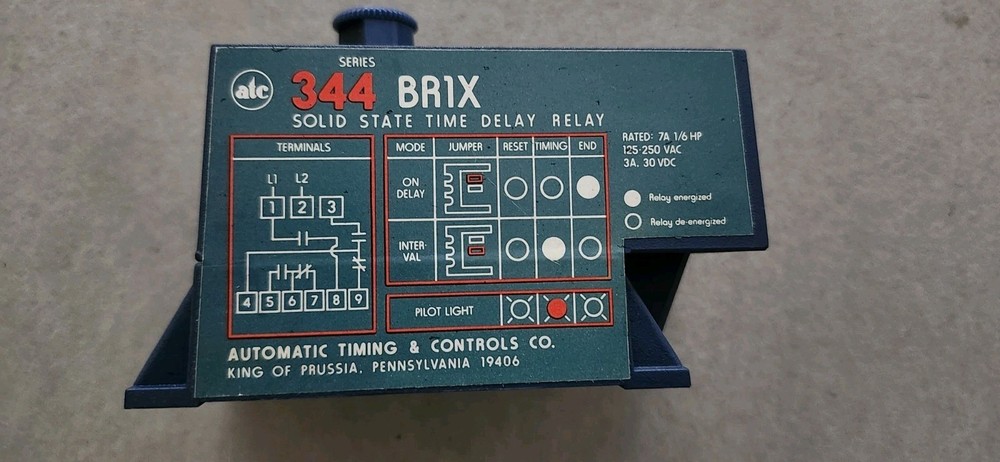 atc
SERIES
344 BR1X
SOLID STATE TIME DELAY RELAY
TERMINALS
L1 L2
1 2 3
4 5 6 7 8 9
MODE JUMPER RESET TIMING END
ON
DELAY
INTER-
VAL
PILOT LIGHT
RATED: 7A 1/6 HP
125-250 VAC
3A. 30 VDC
Relay energized
Relay de-energized
AUTOMATIC TIMING & CONTROLS CO.
KING OF PRUSSIA, PENNSYLVANIA 19406